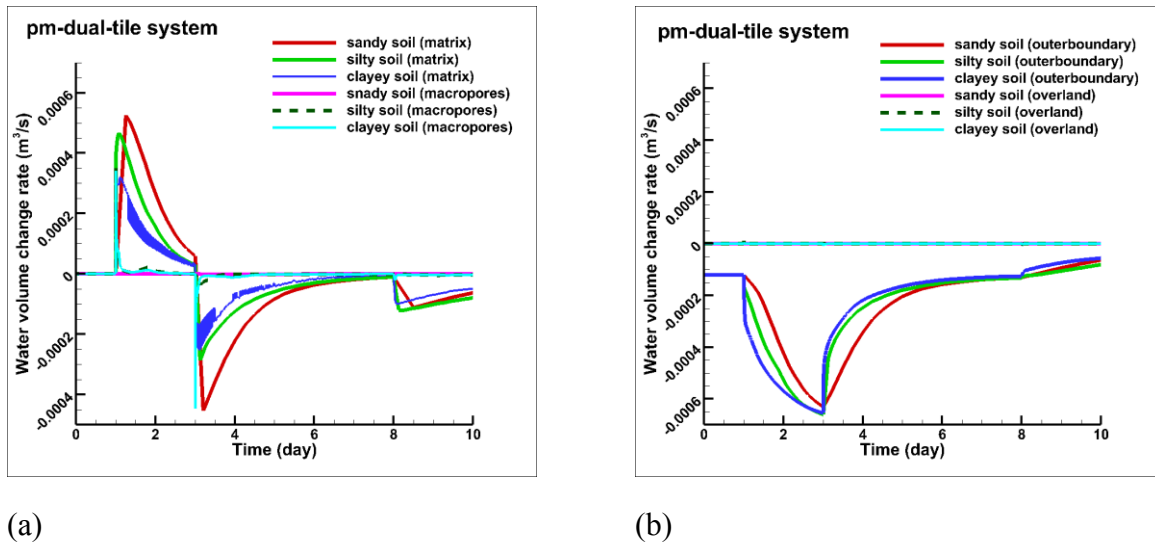 pm-dual-tile system
sandy soil (matrix)
silty soil (matrix)
clayey soil (matrix)
snady soil (macropores)
silty soil (macropores)
clayey soil (macropores)
Water volume change rate (m³/s)
0.0006
0.0004
0.0002
0
-0.0002
-0.0004
0 2 4 6 8 10
Time (day)
(a)
pm-dual-tile system
sandy soil (outerboundary)
silty soil (outerboundary)
clayey soil (outerboundary)
sandy soil (overland)
silty soil (overland)
clayey soil (overland)
Water volume change rate (m³/s)
0.0006
0.0004
0.0002
0
-0.0002
-0.0004
-0.0006
0 2 4 6 8 10
Time (day)
(b)